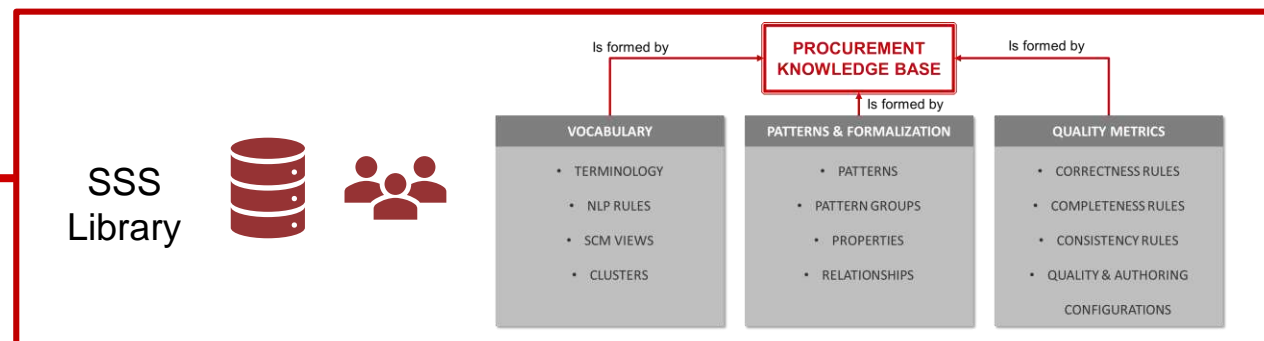 Is formed by
PROCUREMENT
KNOWLEDGE BASE
Is formed by
Is formed by
SSS
Library
VOCABULARY
• TERMINOLOGY
• NLP RULES
• SCM VIEWS
• CLUSTERS
PATTERNS & FORMALIZATION
• PATTERNS
• PATTERN GROUPS
• PROPERTIES
• RELATIONSHIPS
QUALITY METRICS
• CORRECTNESS RULES
• COMPLETENESS RULES
• CONSISTENCY RULES
• QUALITY & AUTHORING
CONFIGURATIONS